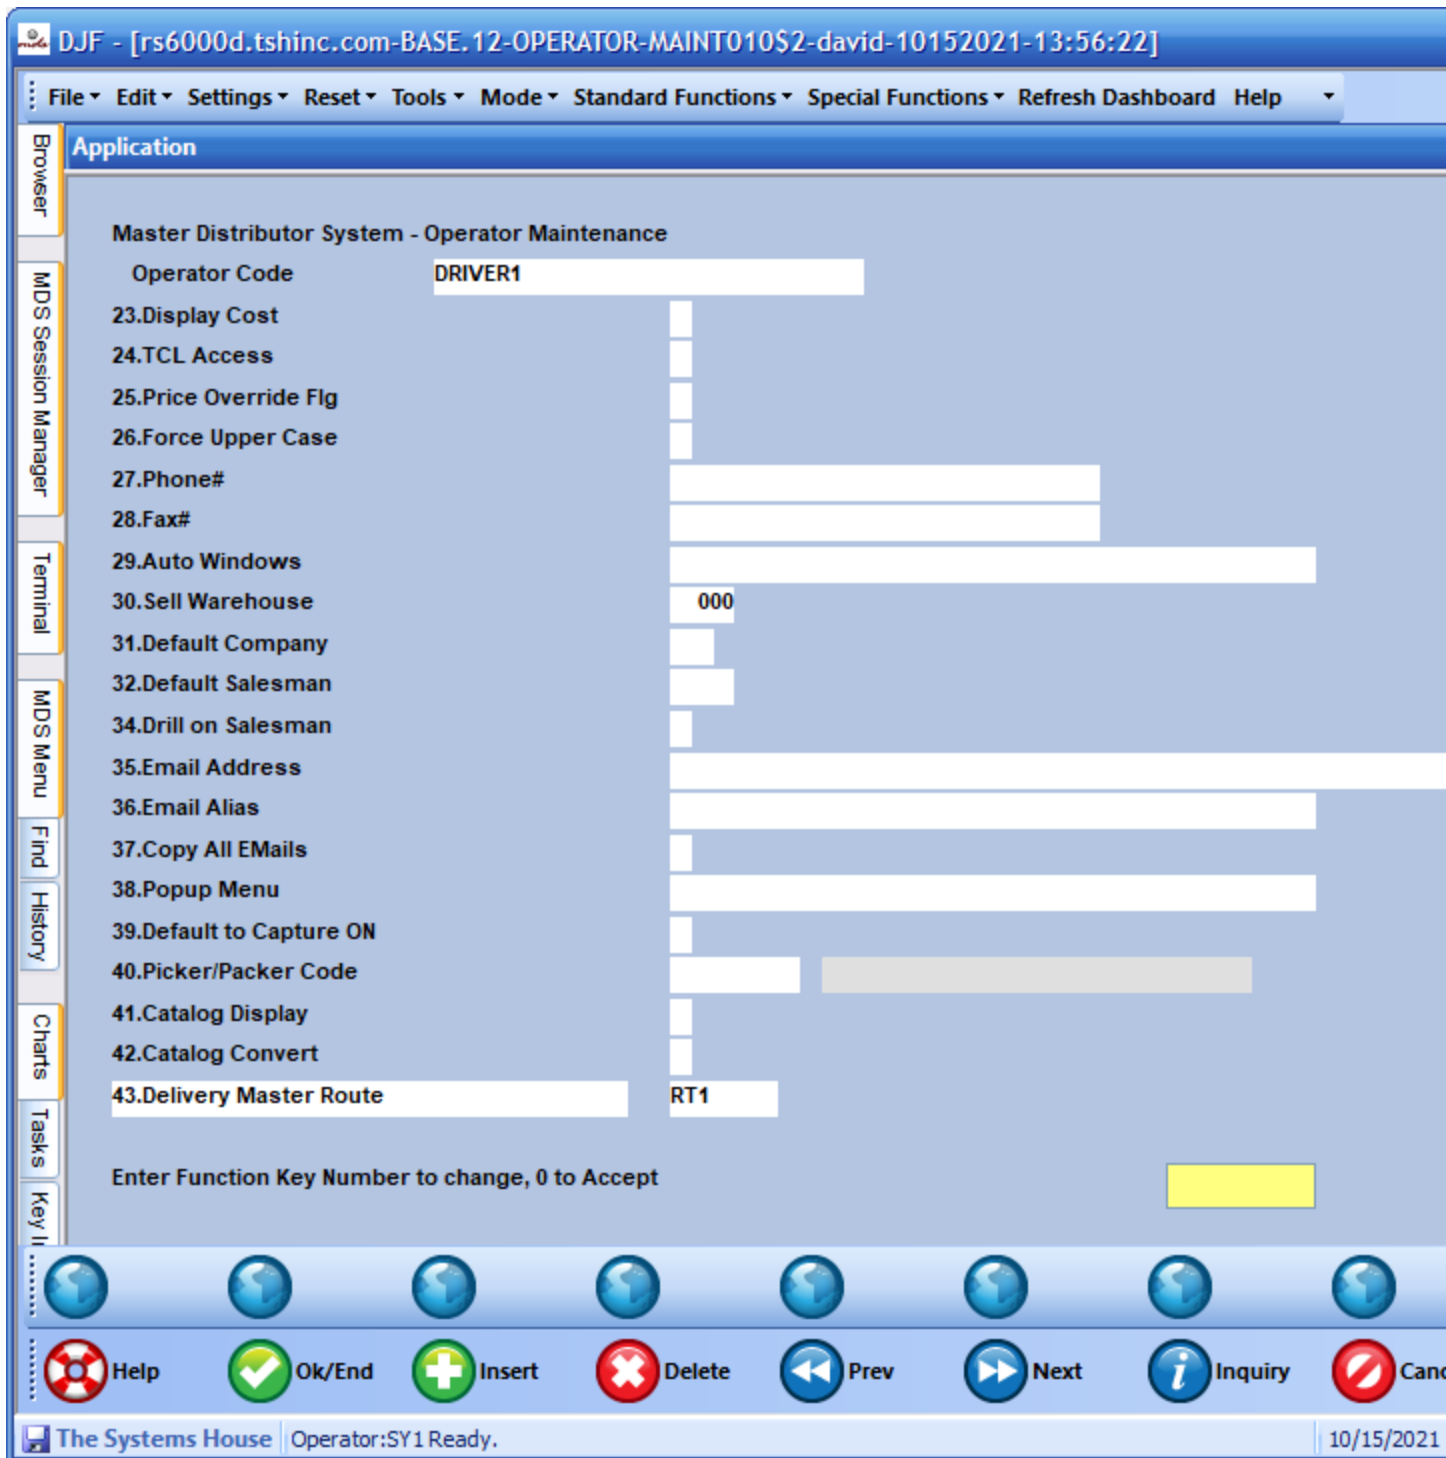 DJF - [rs6000d.tshinc.com-BASE.12-OPERATOR-MAINT010$2-david-10152021-13:56:22]
File Edit Settings Reset Tools Mode Standard Functions Special Functions Refresh Dashboard Help
Browser
MDS Session Manager
Terminal
MDS Menu
Find
History
Charts
Tasks
Key
Application
Master Distributor System - Operator Maintenance
Operator Code DRIVER1
23.Display Cost
24.TCL Access
25.Price Override Flg
26.Force Upper Case
27.Phone#
28.Fax#
29.Auto Windows
30.Sell Warehouse 000
31.Default Company
32.Default Salesman
34.Drill on Salesman
35.Email Address
36.Email Alias
37.Copy All EMails
38.Popup Menu
39.Default to Capture ON
40.Picker/Packer Code
41.Catalog Display
42.Catalog Convert
43.Delivery Master Route RT1
Enter Function Key Number to change, 0 to Accept
Help Ok/End Insert Delete Prev Next Inquiry Canc
The Systems House Operator:SY1 Ready. 10/15/2021